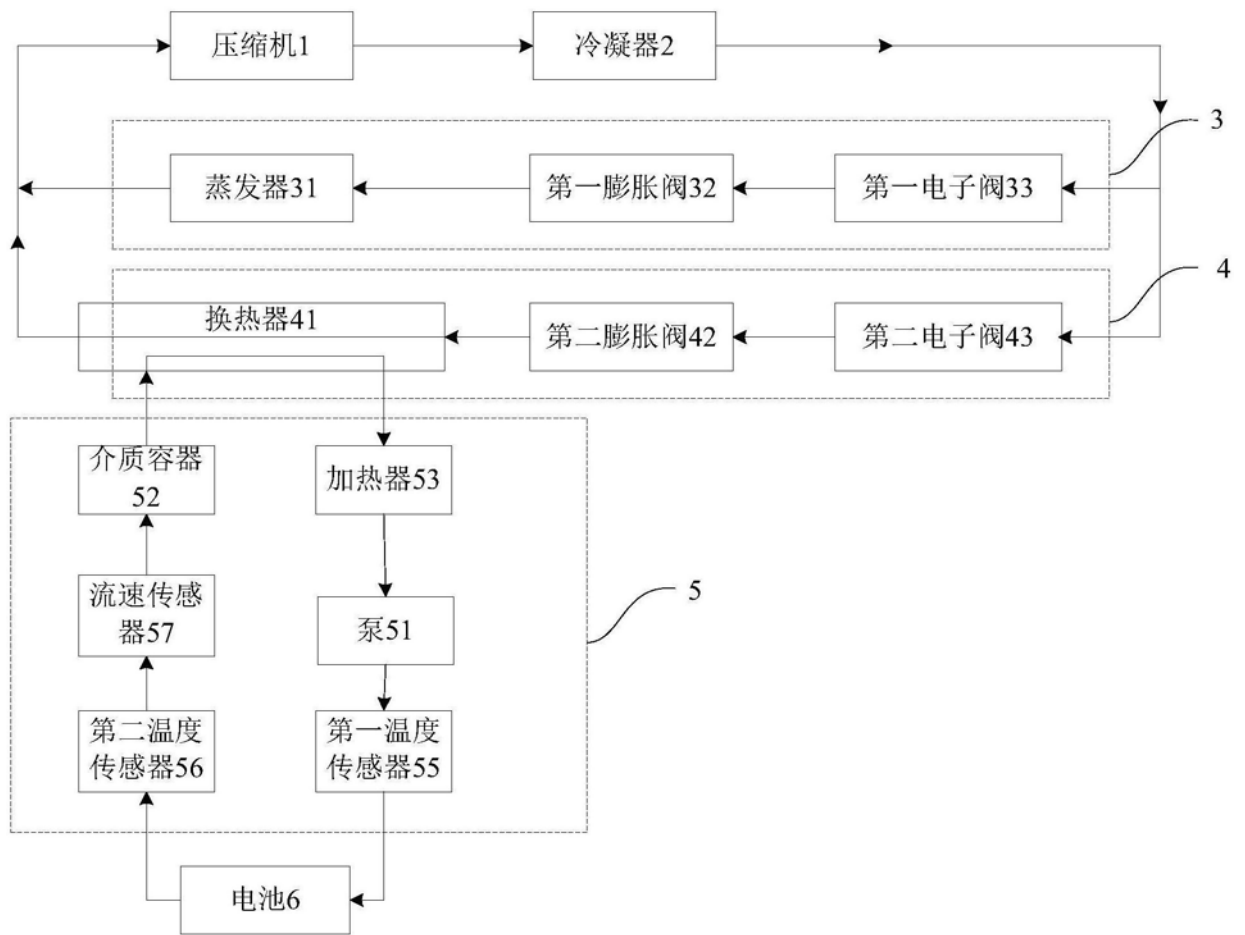 压缩机1
冷凝器2
3
蒸发器31
第一膨胀阀32
第一电子阀33
4
换热器41
第二膨胀阀42
第二电子阀43
介质容器
52
加热器53
流速传感
器57
泵51
5
第二温度
传感器56
第一温度
传感器55
电池6